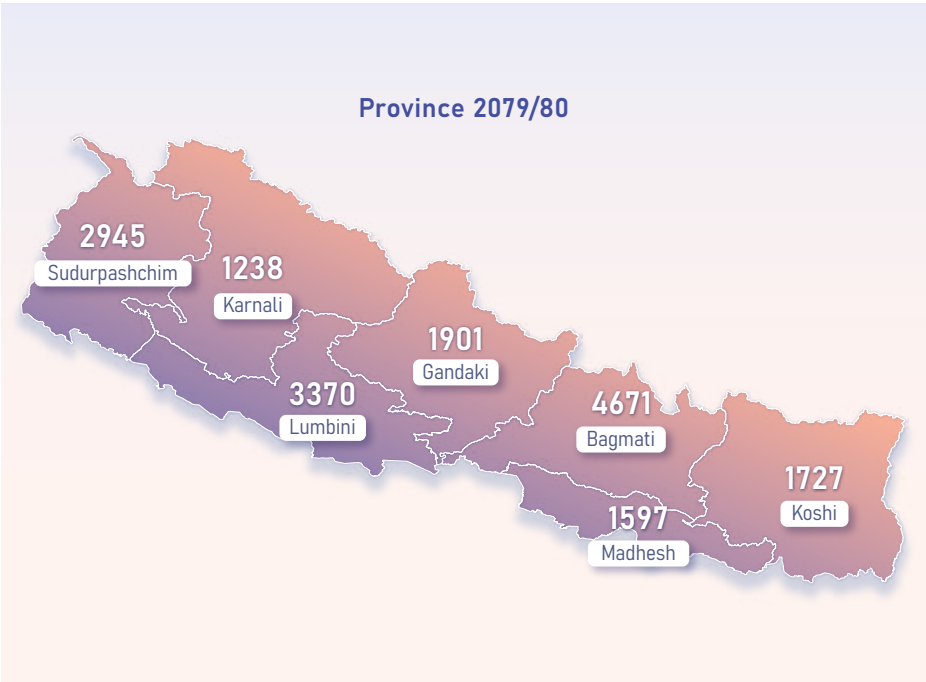 Province 2079/80
2945
Sudurpashchim
1238
Karnali
1901
Gandaki
3370
Lumbini
4671
Bagmati
1727
Koshi
1597
Madhesh